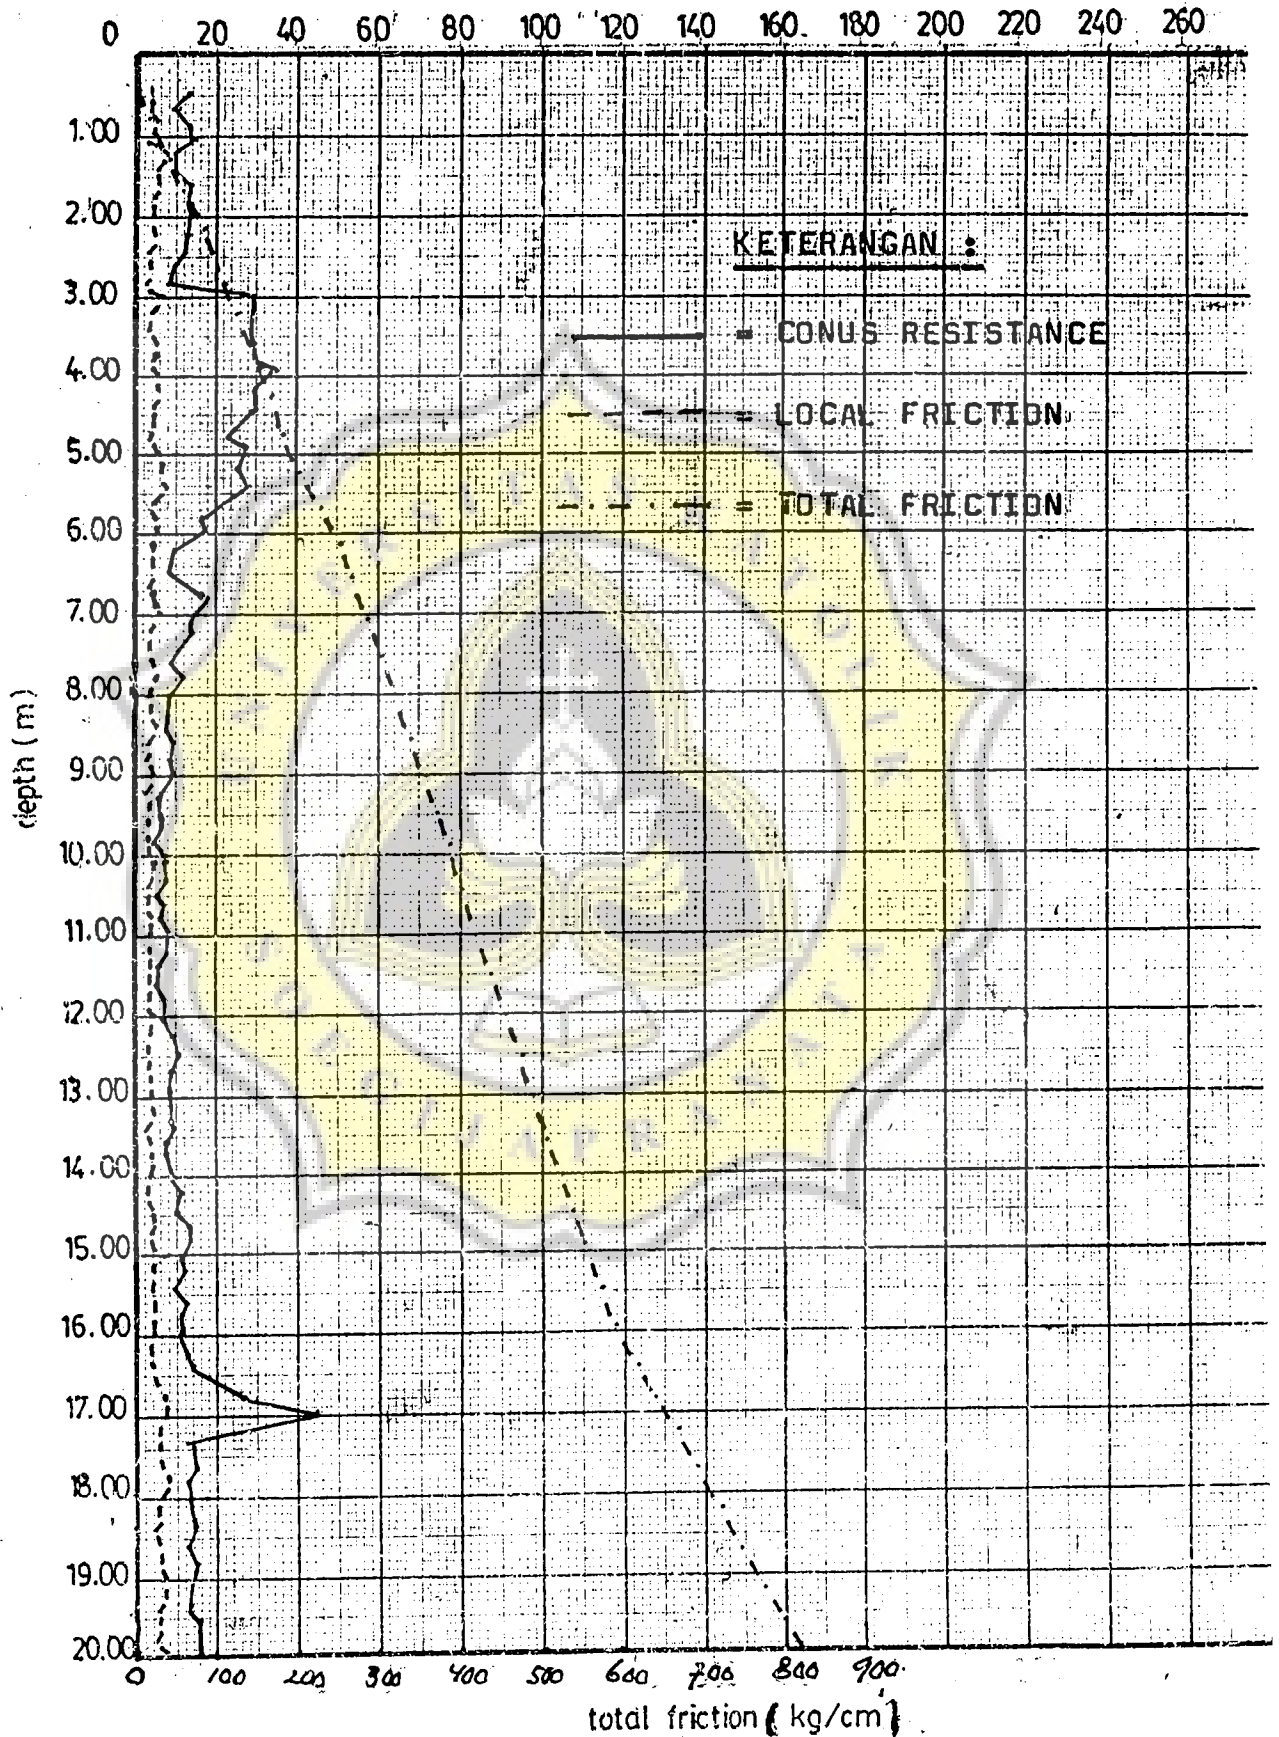 0 20 40 60 80 100 120 140 160. 180 200 220 240 260
1.00
2.00
KETERANGAN :
3.00
= CONUS RESISTANCE
4.00
= LOCAL FRICTION
5.00
= TOTAL FRICTION
6.00
7.00
8.00
depth (m)
9.00
10.00
11.00
12.00
13.00
14.00
15.00
16.00
17.00
18.00
19.00
20.00
0 100 200 300 400 500 600 700 800 900
total friction ( kg/cm')
UNIVERSITAS KATOLIK
SOEGIJAPRANATA